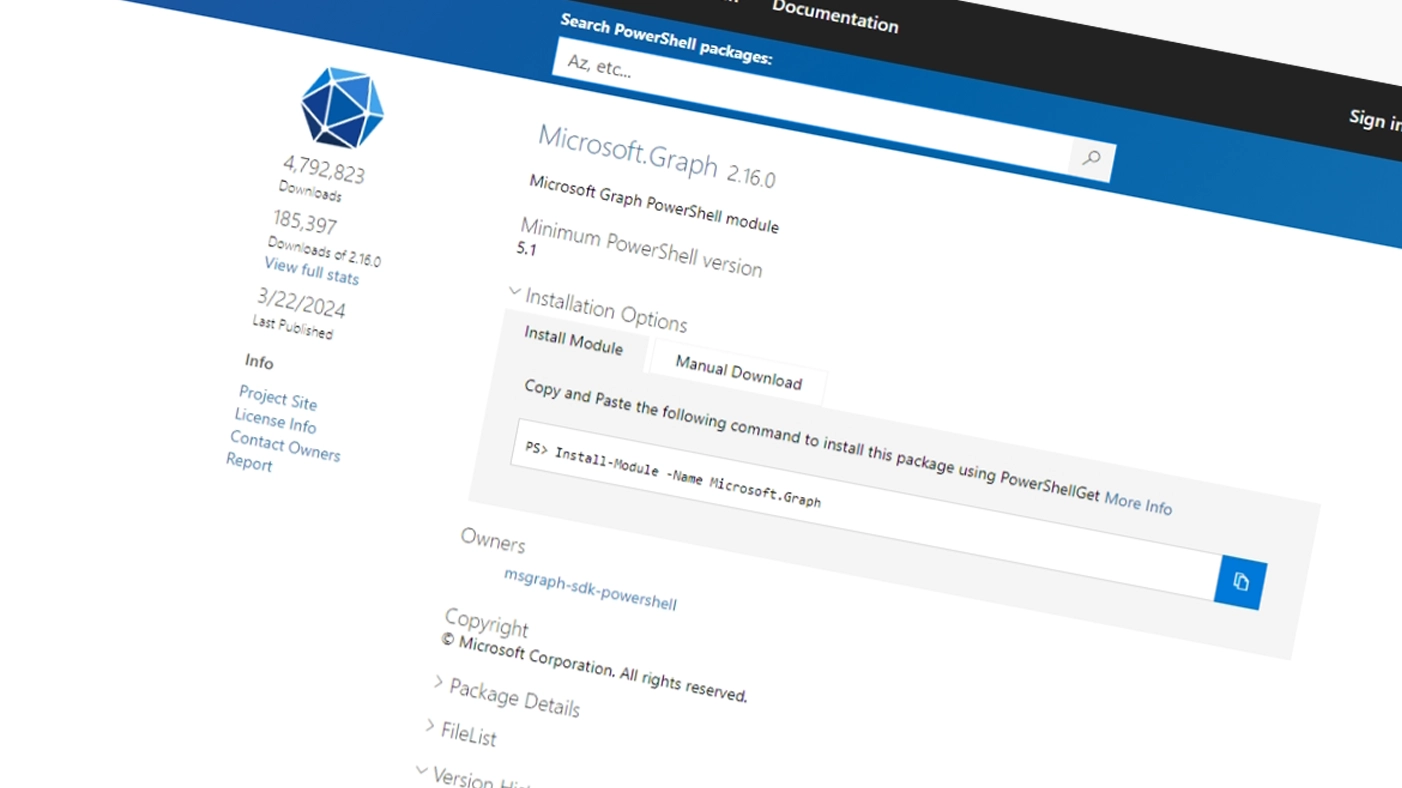 Documentation
Sign in
Search PowerShell packages:
Az, etc...
4,792,823
Downloads
185,397
Downloads of 2.16.0
View full stats
3/22/2024
Last Published
Info
Project Site
License Info
Contact Owners
Report
Microsoft.Graph 2.16.0
Microsoft Graph PowerShell module
Minimum PowerShell version
5.1
Installation Options
Install Module
Manual Download
Copy and Paste the following command to install this package using PowerShellGet More Info
PS> Install-Module -Name Microsoft.Graph
Owners
msgraph-sdk-powershell
Copyright
© Microsoft Corporation. All rights reserved.
Package Details
FileList
Version